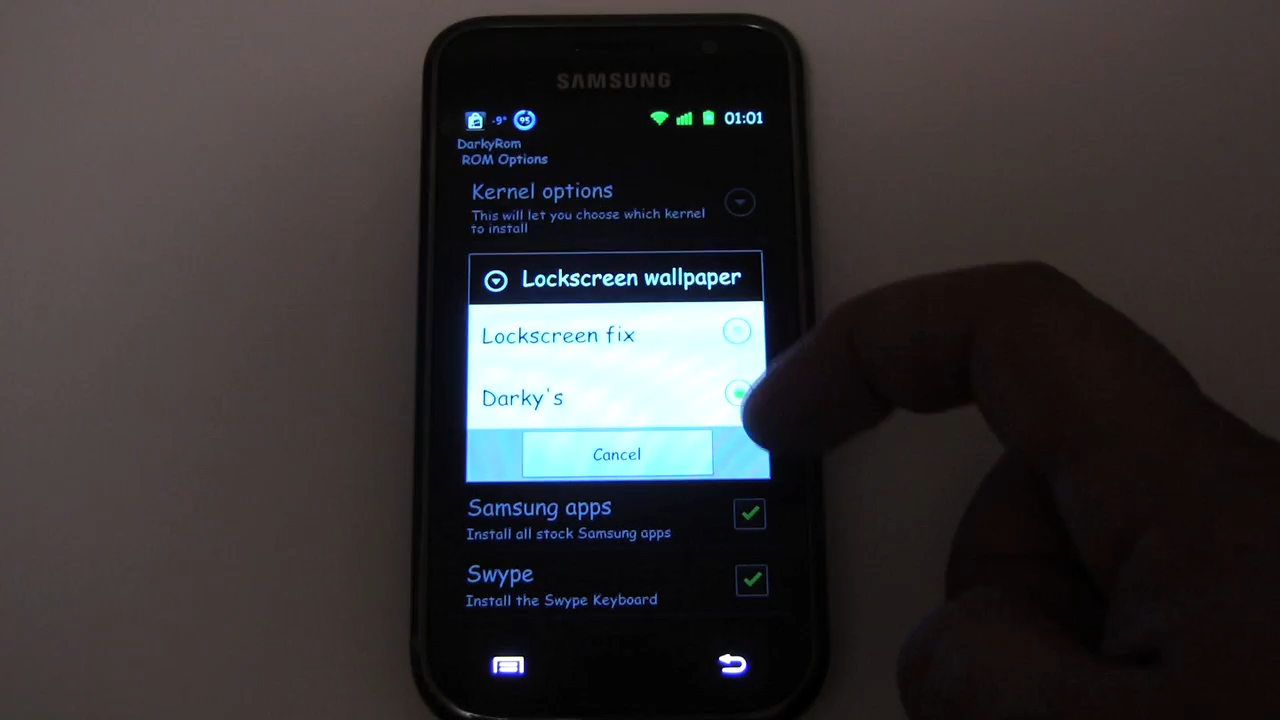 SAMSUNG
-9° 95 01:01
DarkyRom
ROM Options
Kernel options
This will let you choose which kernel
to install
Lockscreen wallpaper
Lockscreen fix
Darky's
Cancel
Samsung apps
Install all stock Samsung apps
Swype
Install the Swype Keyboard